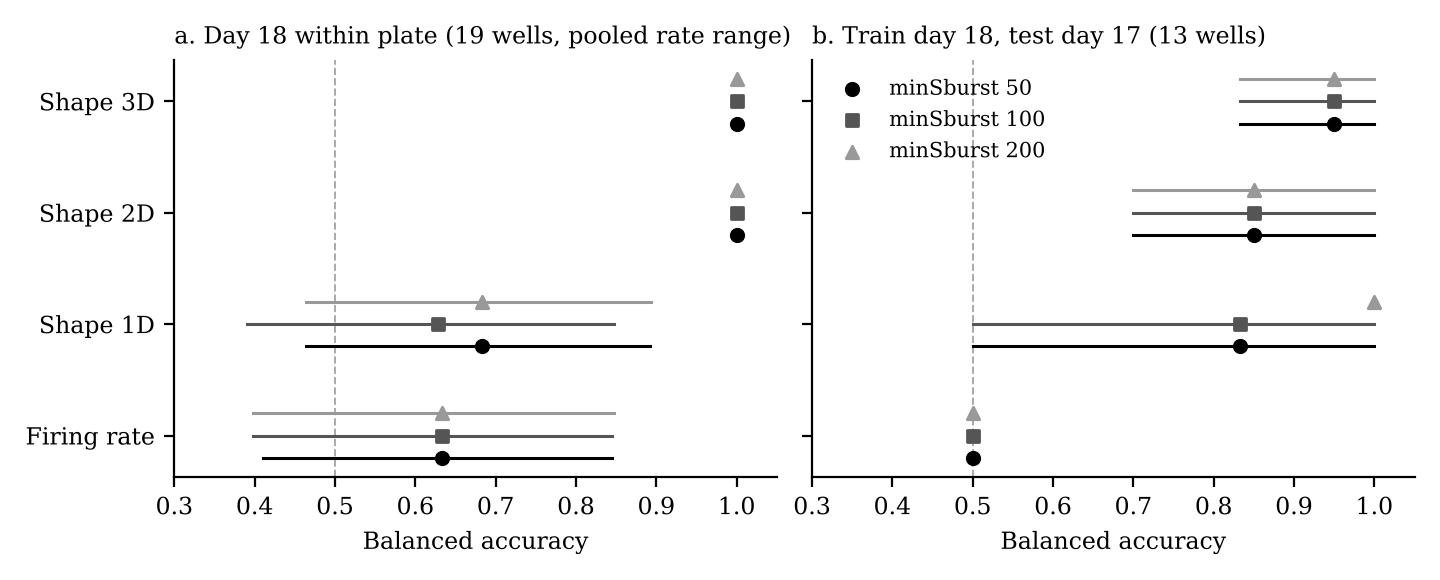 a. Day 18 within plate (19 wells, pooled rate range)
b. Train day 18, test day 17 (13 wells)
Shape 3D
Shape 2D
Shape 1D
Firing rate
minSburst 50
minSburst 100
minSburst 200
0.3 0.4 0.5 0.6 0.7 0.8 0.9 1.0
0.3 0.4 0.5 0.6 0.7 0.8 0.9 1.0
Balanced accuracy
Balanced accuracy